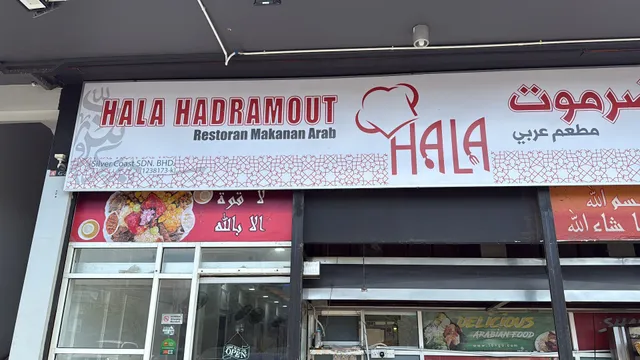 HALA HADRAMOUT
Restoran Makanan Arab
Silver Coast SDN. BHD.
HALA
ضرموت
مطعم عربي
لا قوة
الا بالله
بسم الله
ما شاء الله
OPEN
DELICIOUS
ARABIAN FOOD